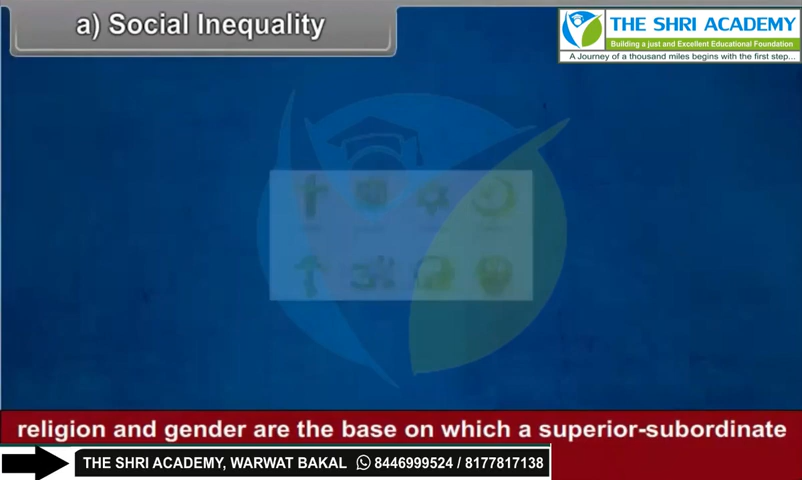 a) Social Inequality
THE SHRI ACADEMY
Building a just and Excellent Educational Foundation
A Journey of a thousand miles begins with the first step...
religion and gender are the base on which a superior-subordinate
THE SHRI ACADEMY, WARWAT BAKAL 8446999524 / 8177817138